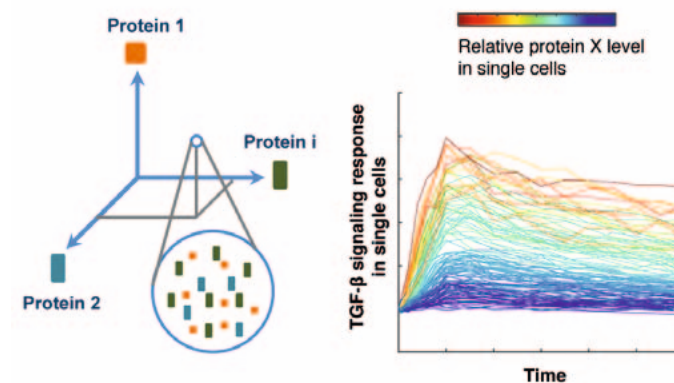 Protein 1
Protein i
Protein 2
Relative protein X level
in single cells
TGF-β signaling response
in single cells
Time